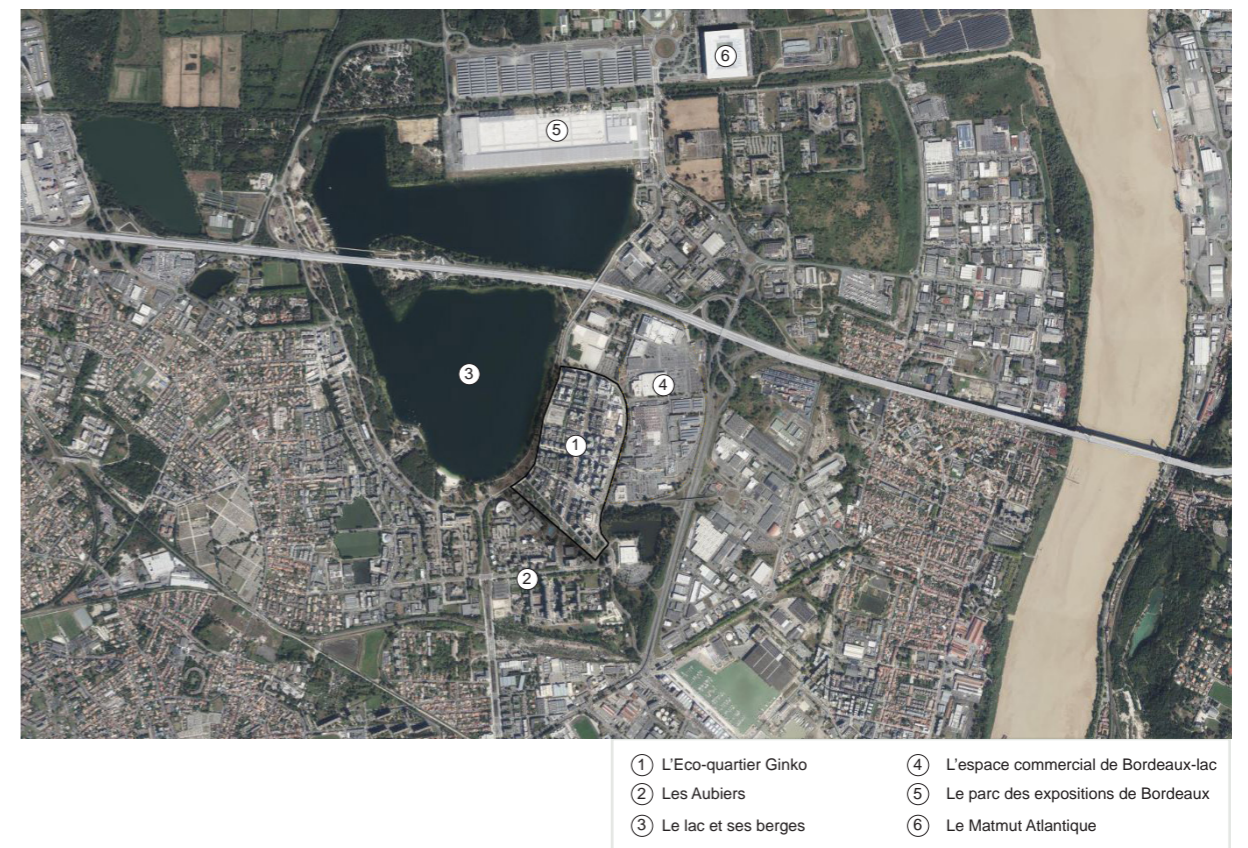 6
5
3
4
1
2
1 L'Eco-quartier Ginko
2 Les Aubiers
3 Le lac et ses berges
4 L'espace commercial de Bordeaux-lac
5 Le parc des expositions de Bordeaux
6 Le Matmut Atlantique